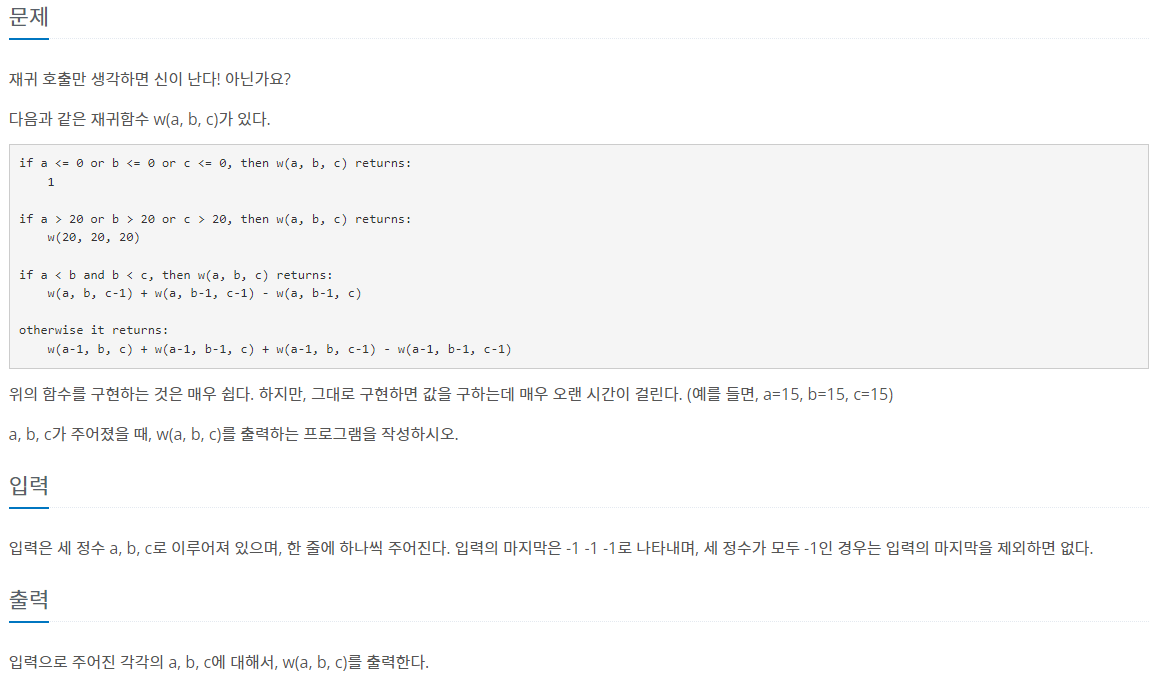 문제
재귀 호출만 생각하면 신이 난다! 아닌가요?
다음과 같은 재귀함수 w(a, b, c)가 있다.
if a <= 0 or b <= 0 or c <= 0, then w(a, b, c) returns:
    1
if a > 20 or b > 20 or c > 20, then w(a, b, c) returns:
    w(20, 20, 20)
if a < b and b < c, then w(a, b, c) returns:
    w(a, b, c-1) + w(a, b-1, c-1) - w(a, b-1, c)
otherwise it returns:
    w(a-1, b, c) + w(a-1, b-1, c) + w(a-1, b, c-1) - w(a-1, b-1, c-1)
위의 함수를 구현하는 것은 매우 쉽다. 하지만, 그대로 구현하면 값을 구하는데 매우 오랜 시간이 걸린다. (예를 들면, a=15, b=15, c=15)
a, b, c가 주어졌을 때, w(a, b, c)를 출력하는 프로그램을 작성하시오.
입력
입력은 세 정수 a, b, c로 이루어져 있으며, 한 줄에 하나씩 주어진다. 입력의 마지막은 -1 -1 -1로 나타내며, 세 정수가 모두 -1인 경우는 입력의 마지막을 제외하면 없다.
출력
입력으로 주어진 각각의 a, b, c에 대해서, w(a, b, c)를 출력한다.